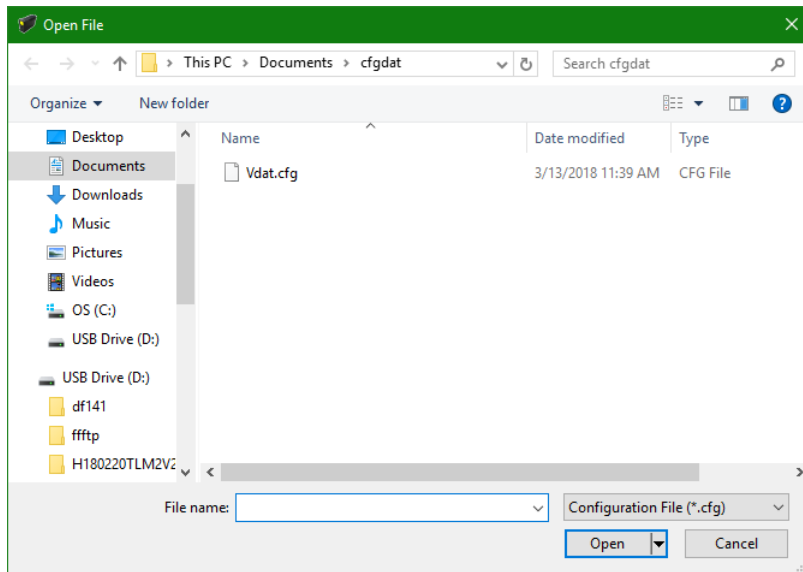 Open File
This PC > Documents > cfgdat
Search cfgdat
Organize
New folder
Name
Date modified
Type
Vdat.cfg
3/13/2018 11:39 AM
CFG File
Desktop
Documents
Downloads
Music
Pictures
Videos
OS (C:)
USB Drive (D:)
USB Drive (D:)
df141
ffftp
H180220TLM2V2
File name:
Configuration File (*.cfg)
Open
Cancel